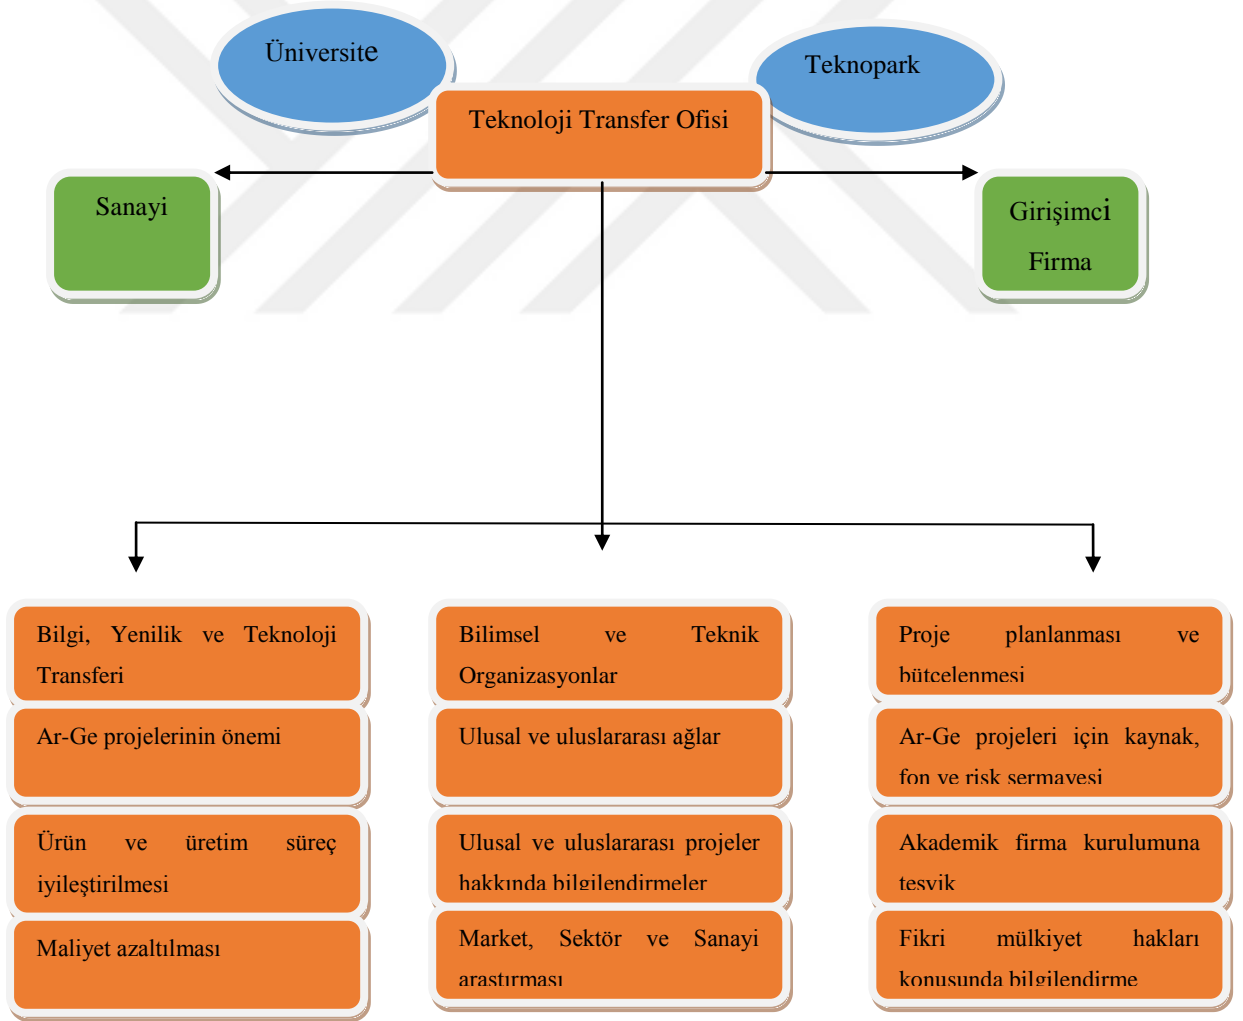 Üniversite
Teknopark
Teknoloji Transfer Ofisi
Sanayi
Girişimci
Firma
Bilgi, Yenilik ve Teknoloji
Transferi
Ar-Ge projelerinin önemi
Ürün ve üretim süreç
iyileştirilmesi
Maliyet azaltılması
Bilimsel ve Teknik
Organizasyonlar
Ulusal ve uluslararası ağlar
Ulusal ve uluslararası projeler
hakkında bilgilendirmeler
Market, Sektör ve Sanayi
araştırması
Proje planlanması ve
bütçelenmesi
Ar-Ge projeleri için kaynak,
fon ve risk sermayesi
Akademik firma kurulumuna
teşvik
Fikri mülkiyet hakları
konusunda bilgilendirme